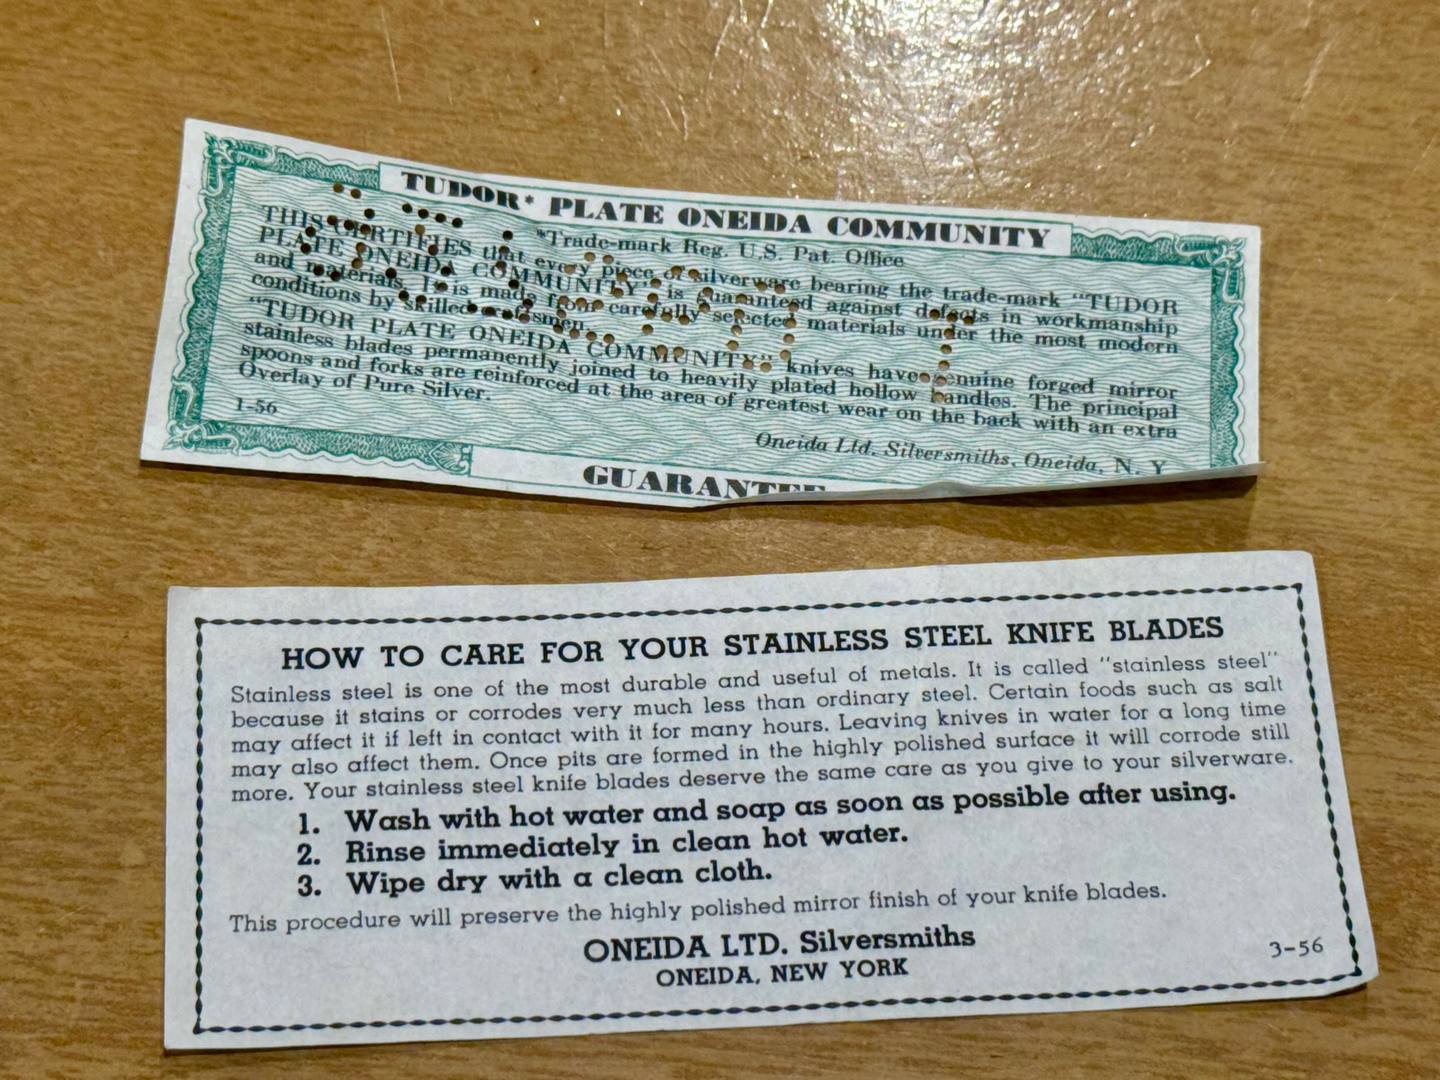 TUDOR* PLATE ONEIDA COMMUNITY
*Trade-mark Reg. U.S. Pat. Office
THIS CERTIFIES that every piece of silverware bearing the trade-mark "TUDOR
PLATE ONEIDA COMMUNITY" is guaranteed against defects in workmanship
and materials. It is made from carefully selected materials under the most modern
conditions by skilled craftsmen.
"TUDOR PLATE ONEIDA COMMUNITY" knives have genuine forged mirror
stainless blades permanently joined to heavily plated hollow handles. The principal
spoons and forks are reinforced at the area of greatest wear on the back with an extra
Overlay of Pure Silver.
1-56
Oneida Ltd. Silversmiths, Oneida, N. Y
GUARANTEE
HOW TO CARE FOR YOUR STAINLESS STEEL KNIFE BLADES
Stainless steel is one of the most durable and useful of metals. It is called "stainless steel"
because it stains or corrodes very much less than ordinary steel. Certain foods such as salt
may affect it if left in contact with it for many hours. Leaving knives in water for a long time
may also affect them. Once pits are formed in the highly polished surface it will corrode still
more. Your stainless steel knife blades deserve the same care as you give to your silverware.
1. Wash with hot water and soap as soon as possible after using.
2. Rinse immediately in clean hot water.
3. Wipe dry with a clean cloth.
This procedure will preserve the highly polished mirror finish of your knife blades.
ONEIDA LTD. Silversmiths
ONEIDA, NEW YORK
3-56